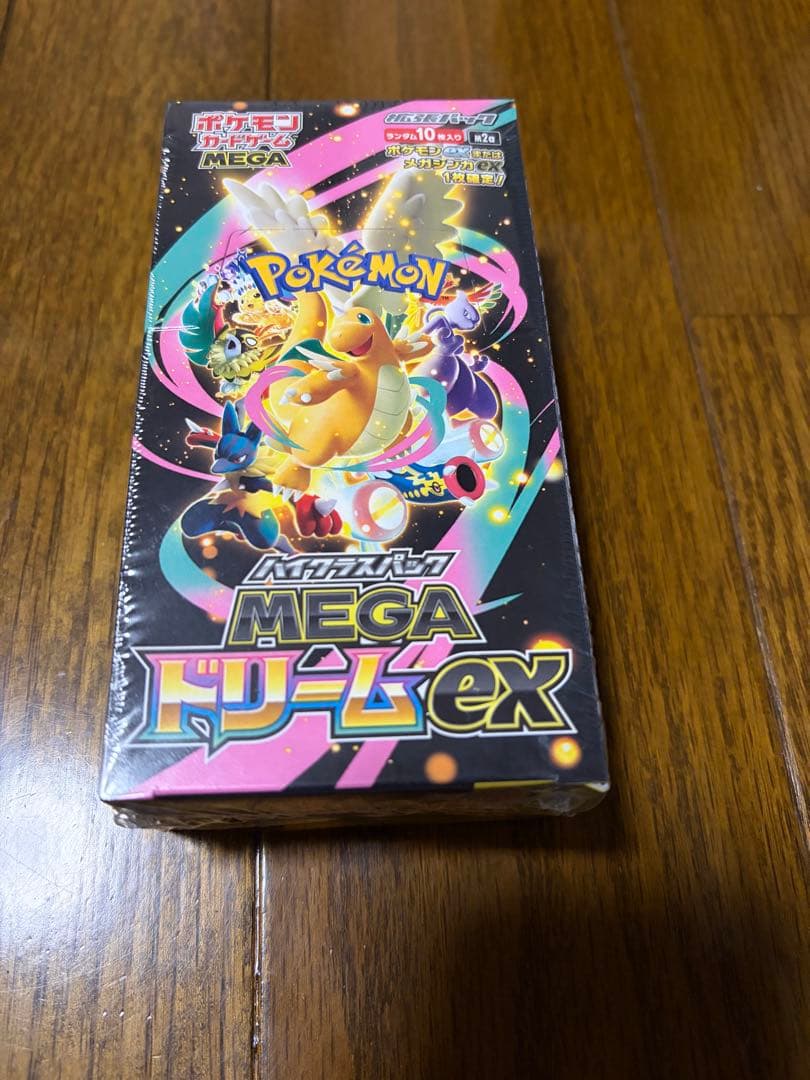 ポケモン
カードゲーム
MEGA
拡張パック
ランダム10枚入り
M2a
ポケモンexまたは
メガシンカex
1枚確定!
POKÉMON
ハイクラスパック
MEGA
ドリームex